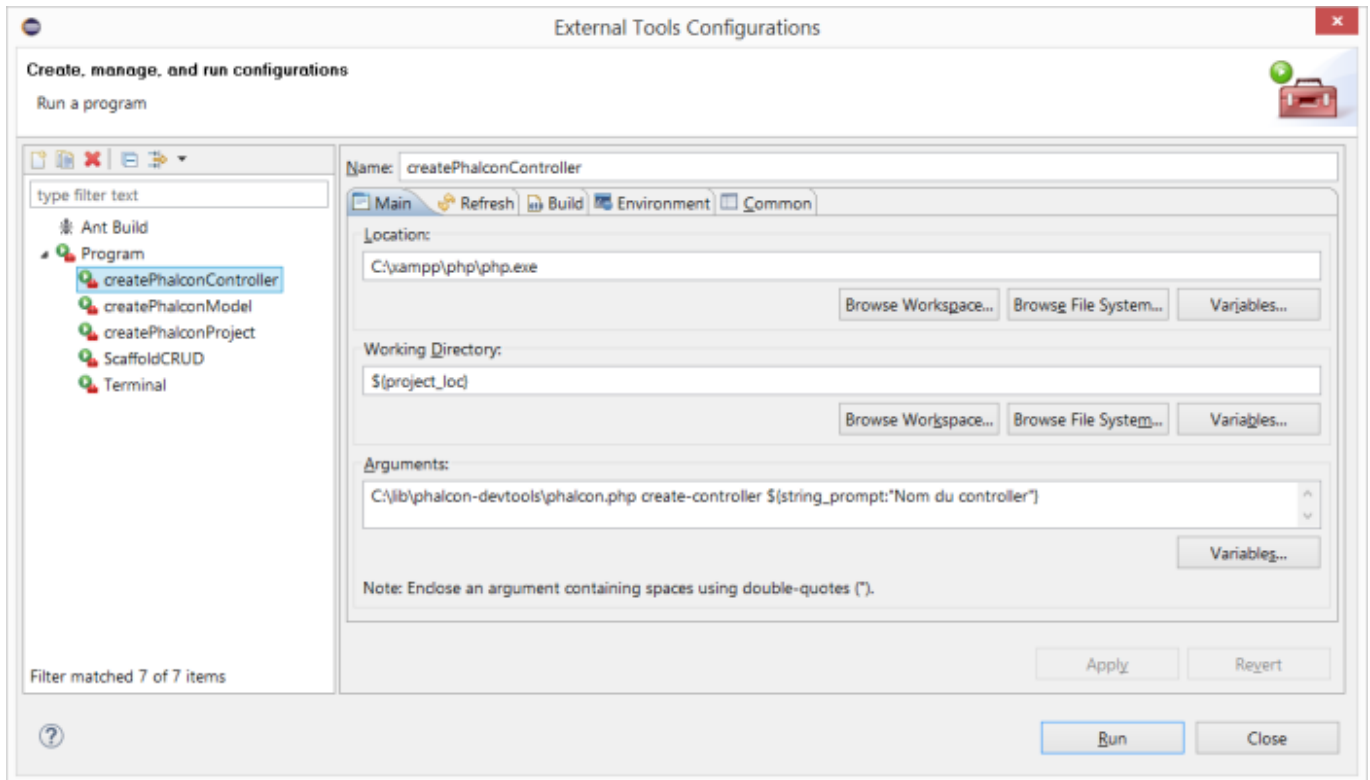 External Tools Configurations
Create, manage, and run configurations
Run a program
type filter text
Ant Build
Program
createPhalconController
createPhalconModel
createPhalconProject
ScaffoldCRUD
Terminal
Filter matched 7 of 7 items
Name: createPhalconController
Main Refresh Build Environment Common
Location:
C:\xampp\php\php.exe
Browse Workspace... Browse File System... Variables...
Working Directory:
${project_loc}
Browse Workspace... Browse File System... Variables...
Arguments:
C:\lib\phalcon-devtools\phalcon.php create-controller ${string_prompt:"Nom du controller"}
Variables...
Note: Enclose an argument containing spaces using double-quotes (").
Apply Revert
Run Close